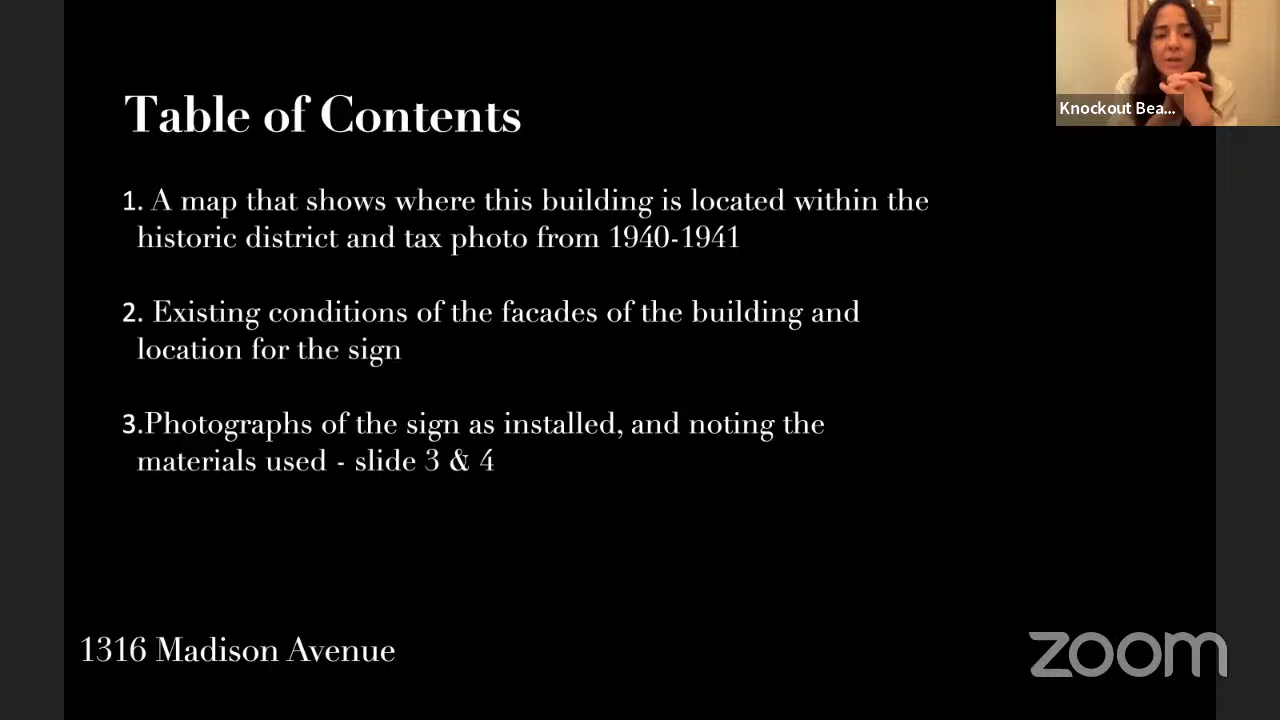 Table of Contents
1. A map that shows where this building is located within the
historic district and tax photo from 1940-1941
2. Existing conditions of the facades of the building and
location for the sign
3.Photographs of the sign as installed, and noting the
materials used - slide 3 & 4
1316 Madison Avenue
Knockout Bea...
zoom